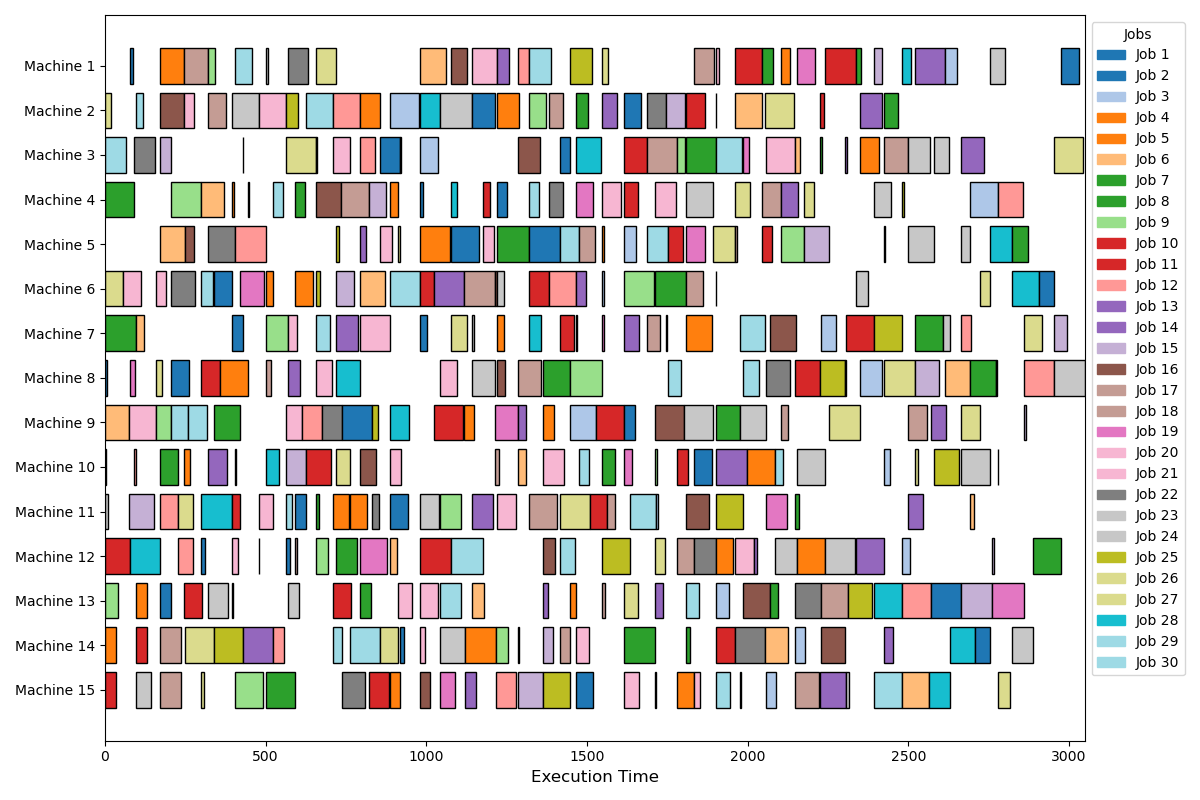 Machine 1
Machine 2
Machine 3
Machine 4
Machine 5
Machine 6
Machine 7
Machine 8
Machine 9
Machine 10
Machine 11
Machine 12
Machine 13
Machine 14
Machine 15
0 500 1000 1500 2000 2500 3000
Execution Time
Jobs
Job 1
Job 2
Job 3
Job 4
Job 5
Job 6
Job 7
Job 8
Job 9
Job 10
Job 11
Job 12
Job 13
Job 14
Job 15
Job 16
Job 17
Job 18
Job 19
Job 20
Job 21
Job 22
Job 23
Job 24
Job 25
Job 26
Job 27
Job 28
Job 29
Job 30